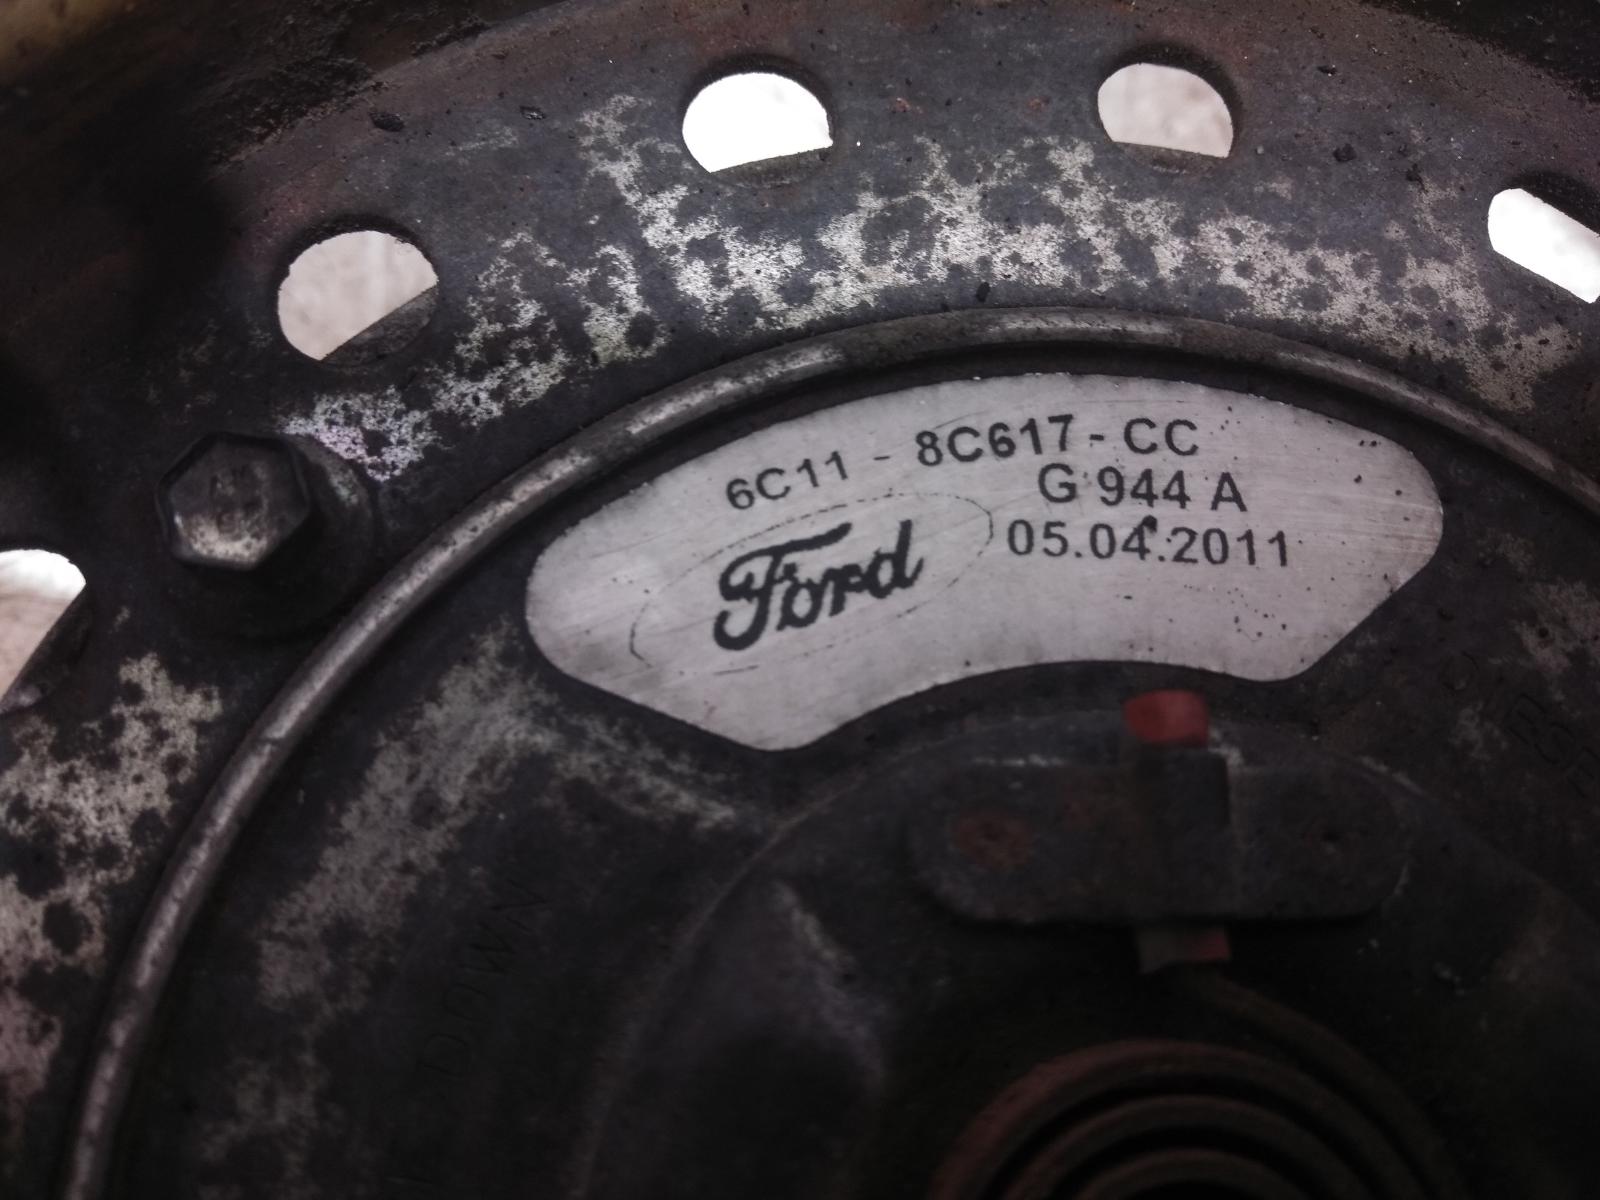 6C11 - 8C617 - CC
G 944 A
Ford 05.04.2011